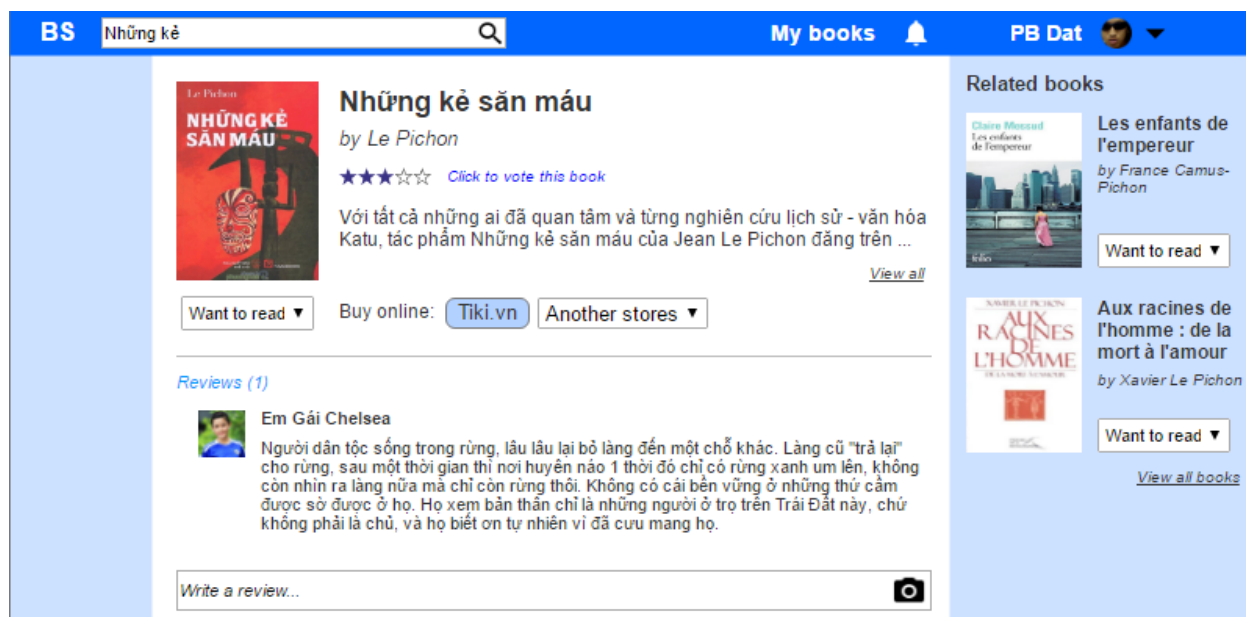 BS
Những kẻ
My books
PB Dat
Le Pichon
NHỮNG KẺ
SĂN MÁU
Những kẻ săn máu
by Le Pichon
Click to vote this book
Với tất cả những ai đã quan tâm và từng nghiên cứu lịch sử - văn hóa
Katu, tác phẩm Những kẻ săn máu của Jean Le Pichon đăng trên ...
View all
Want to read ▼
Buy online:
Tiki.vn
Another stores ▼
Reviews (1)
Em Gái Chelsea
Người dân tộc sống trong rừng, lâu lâu lại bỏ làng đến một chỗ khác. Làng cũ "trả lại"
cho rừng, sau một thời gian thì nơi huyên náo 1 thời đó chỉ có rừng xanh um lên, không
còn nhìn ra làng nữa mà chỉ còn rừng thôi. Không có cái bền vững ở những thứ cầm
được sờ được ở họ. Họ xem bản thân chỉ là những người ở trọ trên Trái Đất này, chứ
không phải là chủ, và họ biết ơn tự nhiên vì đã cưu mang họ.
Write a review...
Related books
Claire Messud
Les enfants
de l'empereur
folio
Les enfants de
l'empereur
by France Camus-
Pichon
Want to read ▼
XAVIER LE PICHON
AUX
RACINES
DE
L'HOMME
DE LA MORT À L'AMOUR
Aux racines de
l'homme : de la
mort à l'amour
by Xavier Le Pichon
Want to read ▼
View all books